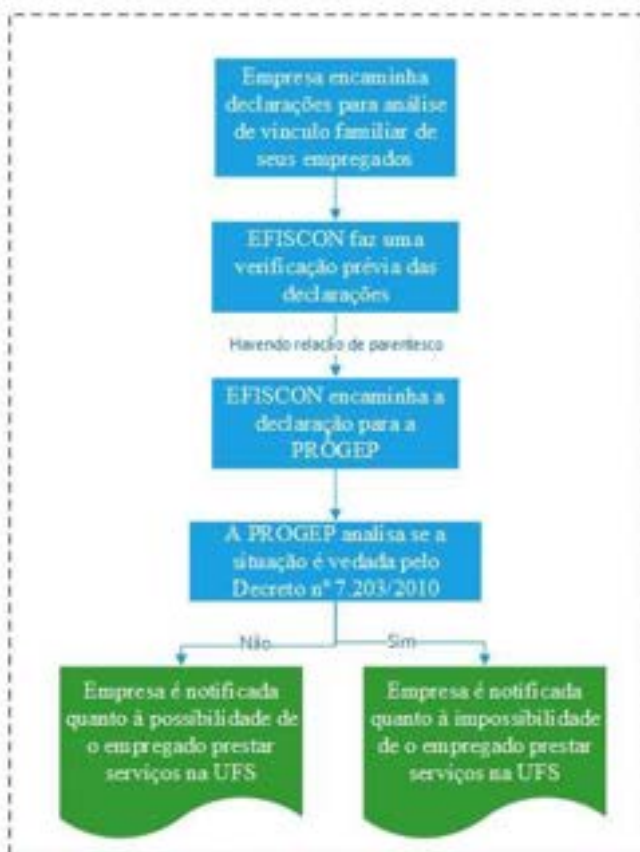 Empresa encaminha
declarações para análise
de vínculo familiar de
seus empregados
EFISCON faz uma
verificação prévia das
declarações
Havendo relação de parentesco
EFISCON encaminha a
declaração para a
PROGEP
A PROGEP analisa se a
situação é vedada pelo
Decreto nº 7.203/2010
Não
Sim
Empresa é notificada
quanto à possibilidade de
o empregado prestar
serviços na UFS
Empresa é notificada
quanto à impossibilidade
de o empregado prestar
serviços na UFS